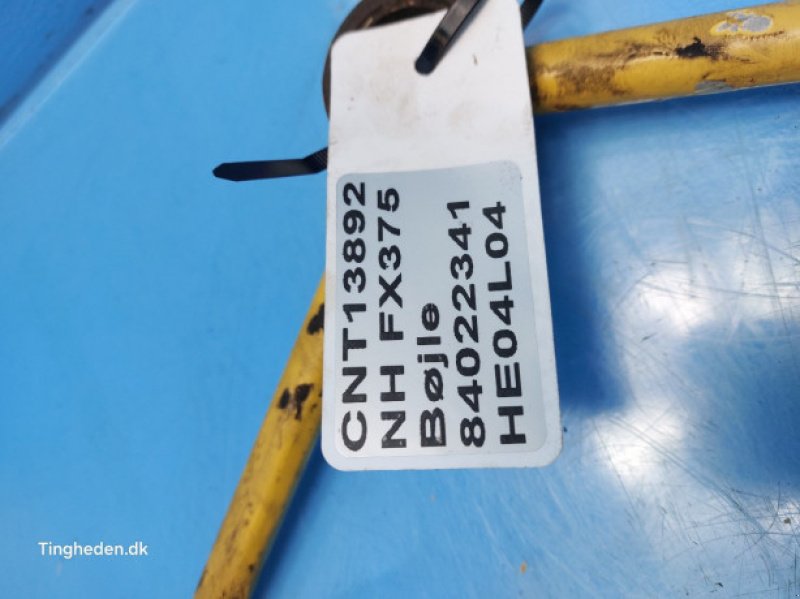 CNT13892
NH FX375
Bøjle
84022341
HE04L04
Tingheden.dk